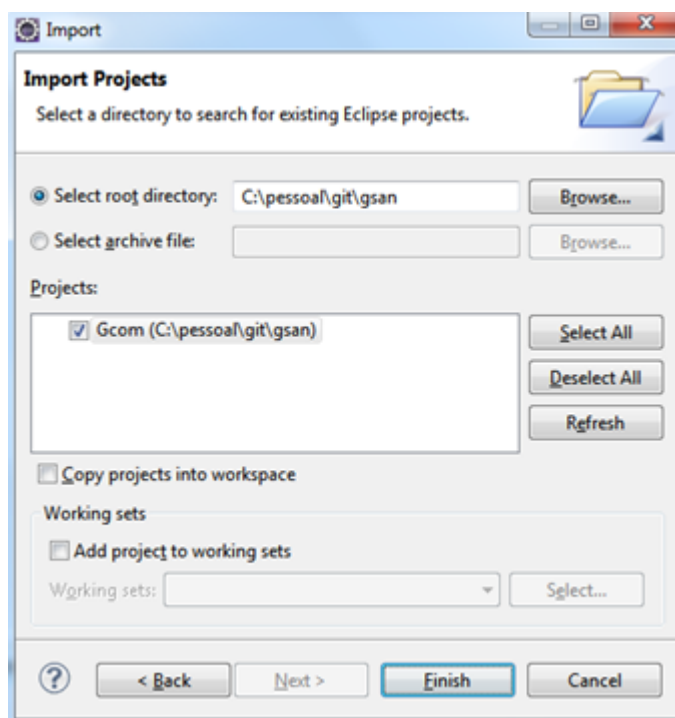 Import
Import Projects
Select a directory to search for existing Eclipse projects.
Select root directory: C:\pessoal\git\gsan Browse...
Select archive file: Browse...
Projects:
Gcom (C:\pessoal\git\gsan)
Select All
Deselect All
Refresh
Copy projects into workspace
Working sets
Add project to working sets
Working sets: Select...
? < Back Next > Finish Cancel